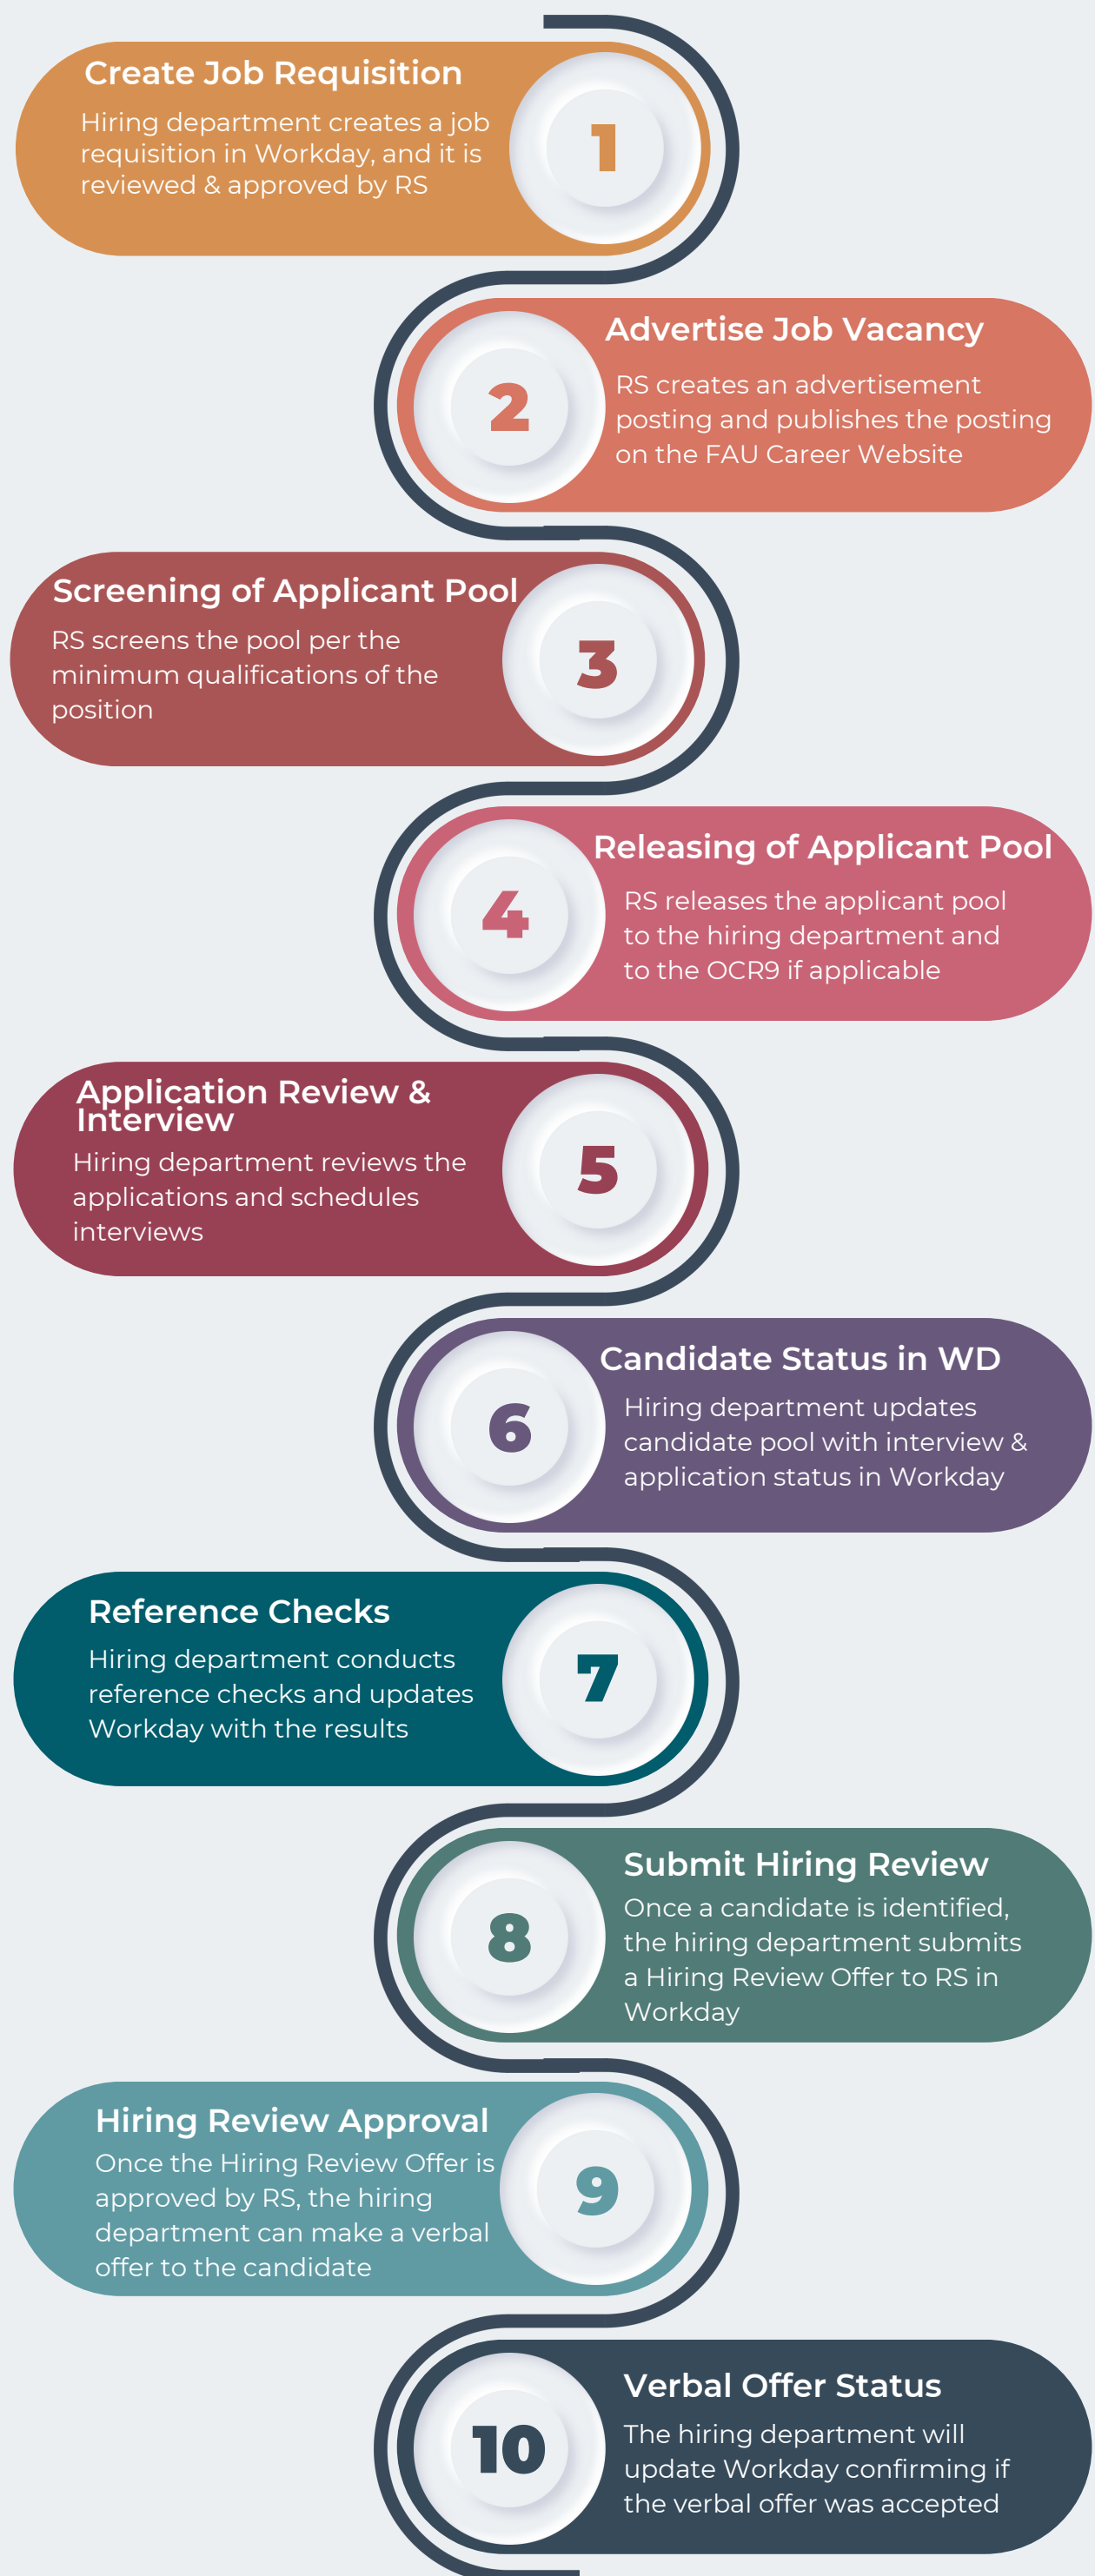 Create Job Requisition
Hiring department creates a job
requisition in Workday, and it is
reviewed & approved by RS
1
Advertise Job Vacancy
RS creates an advertisement
posting and publishes the posting
on the FAU Career Website
2
Screening of Applicant Pool
RS screens the pool per the
minimum qualifications of the
position
3
Releasing of Applicant Pool
RS releases the applicant pool
to the hiring department and
to the OCR9 if applicable
4
Application Review &
Interview
Hiring department reviews the
applications and schedules
interviews
5
Candidate Status in WD
Hiring department updates
candidate pool with interview &
application status in Workday
6
Reference Checks
Hiring department conducts
reference checks and updates
Workday with the results
7
Submit Hiring Review
Once a candidate is identified,
the hiring department submits
a Hiring Review Offer to RS in
Workday
8
Hiring Review Approval
Once the Hiring Review Offer is
approved by RS, the hiring
department can make a verbal
offer to the candidate
9
Verbal Offer Status
The hiring department will
update Workday confirming if
the verbal offer was accepted
10